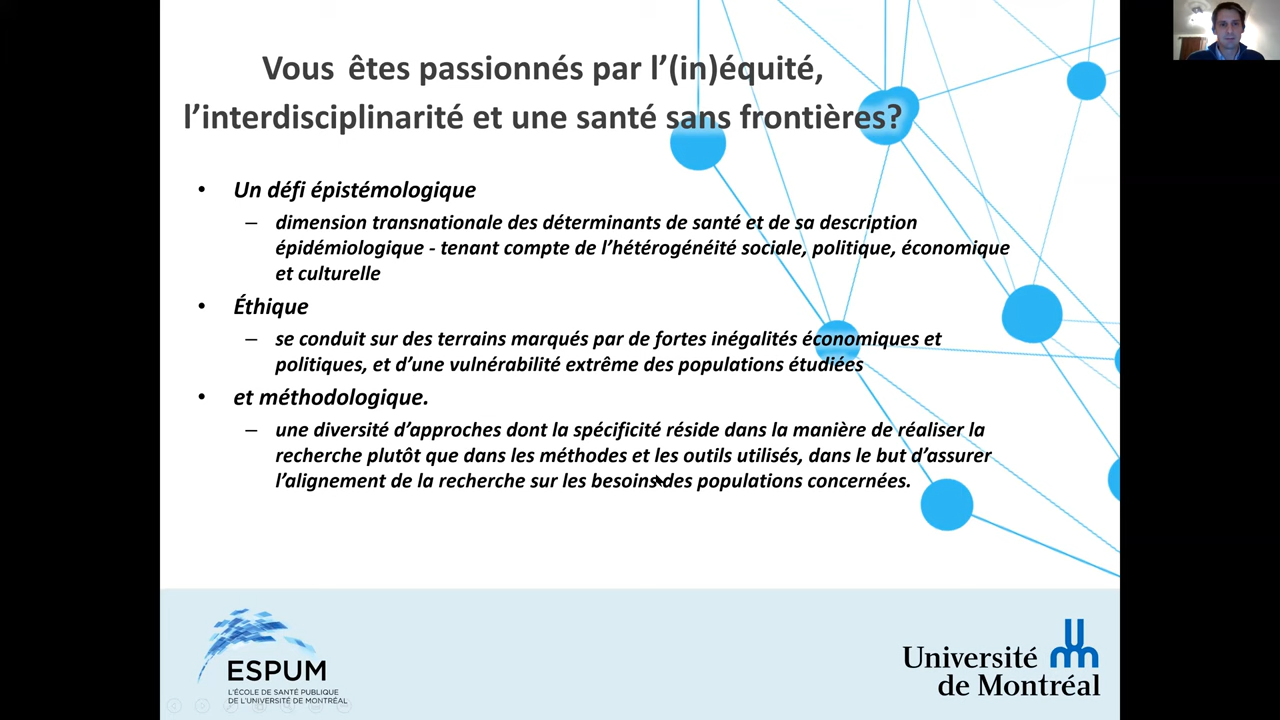 Vous êtes passionnés par l’(in)équité,
l’interdisciplinarité et une santé sans frontières?
• Un défi épistémologique
– dimension transnationale des déterminants de santé et de sa description
épidémiologique - tenant compte de l’hétérogénéité sociale, politique, économique
et culturelle
• Éthique
– se conduit sur des terrains marqués par de fortes inégalités économiques et
politiques, et d’une vulnérabilité extrême des populations étudiées
• et méthodologique.
– une diversité d’approches dont la spécificité réside dans la manière de réaliser la
recherche plutôt que dans les méthodes et les outils utilisés, dans le but d’assurer
l’alignement de la recherche sur les besoins des populations concernées.
ESPUM
L’ÉCOLE DE SANTÉ PUBLIQUE
DE L’UNIVERSITÉ DE MONTRÉAL
Université
de Montréal